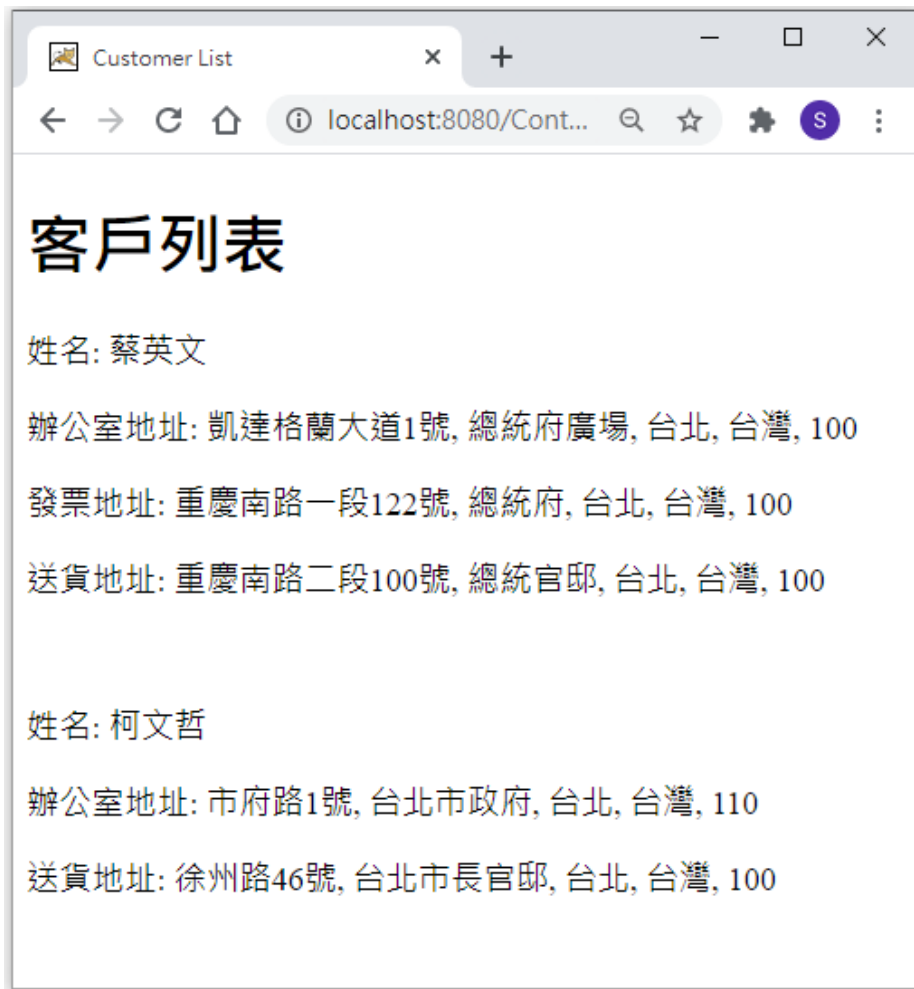 Customer List
localhost:8080/Cont...
S
客戶列表
姓名: 蔡英文
辦公室地址: 凱達格蘭大道1號, 總統府廣場, 台北, 台灣, 100
發票地址: 重慶南路一段122號, 總統府, 台北, 台灣, 100
送貨地址: 重慶南路二段100號, 總統官邸, 台北, 台灣, 100
姓名: 柯文哲
辦公室地址: 市府路1號, 台北市政府, 台北, 台灣, 110
送貨地址: 徐州路46號, 台北市長官邸, 台北, 台灣, 100